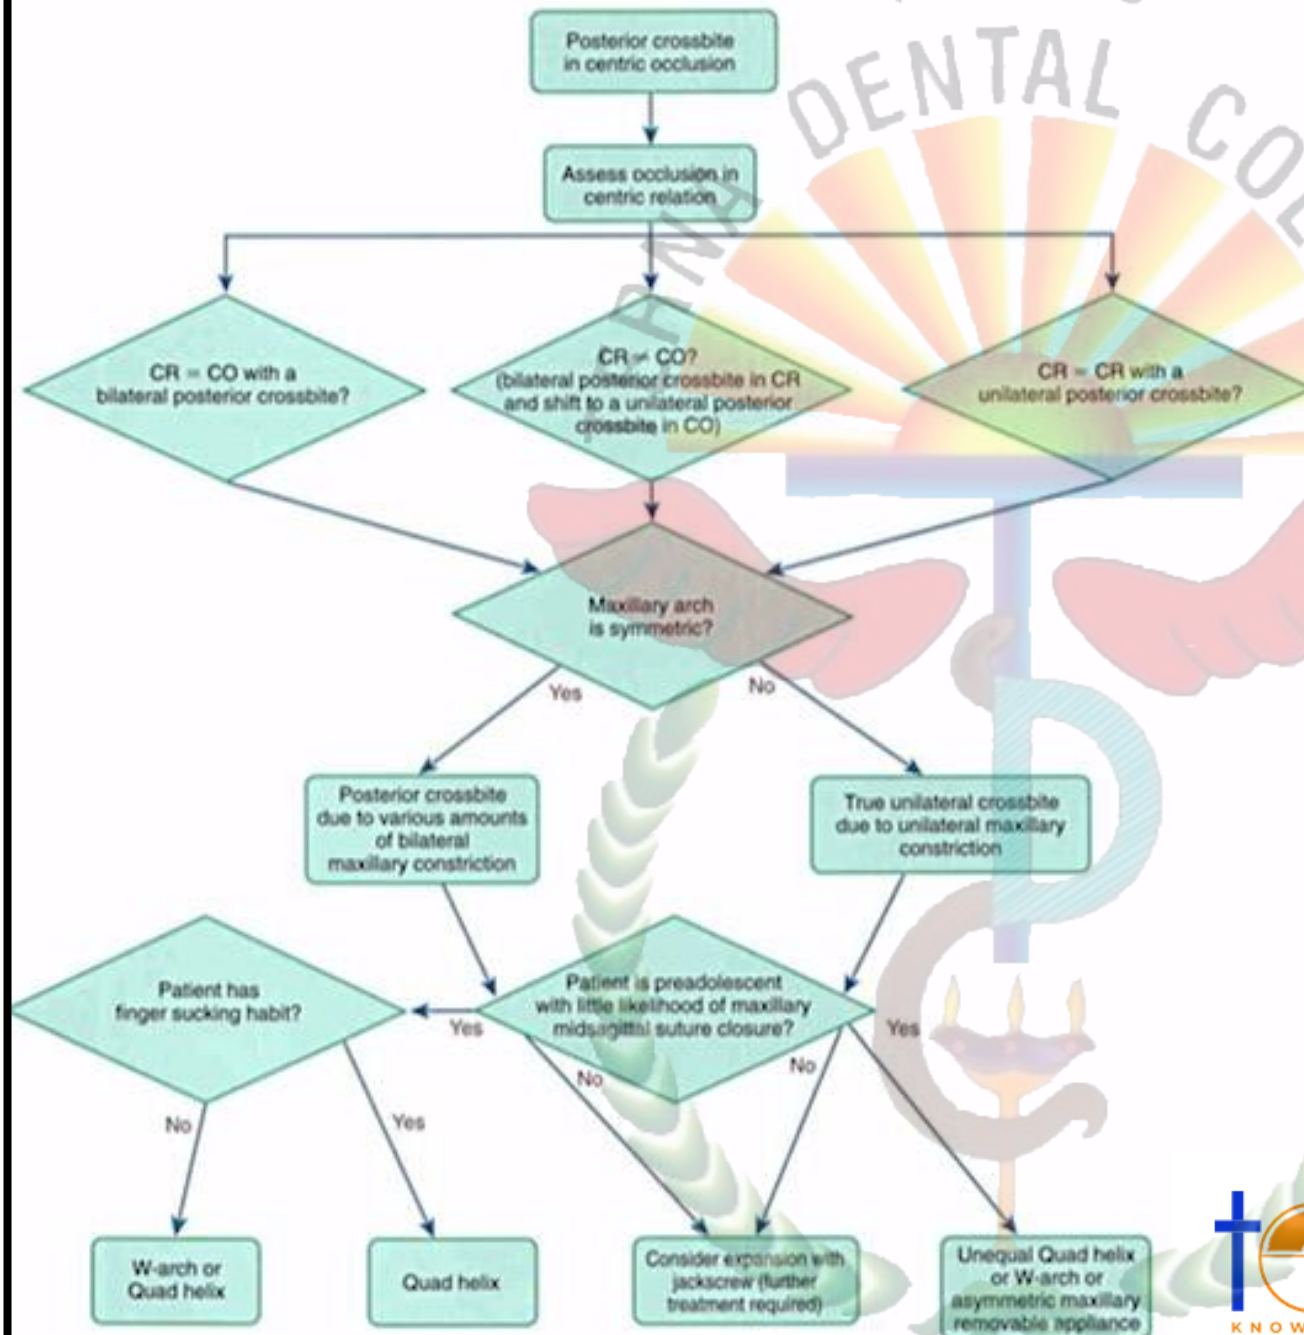 DENTAL
Posterior crossbite
in centric occlusion
Assess occlusion in
centric relation
CR = CO with a
bilateral posterior crossbite?
CR ≠ CO?
(bilateral posterior crossbite in CR
and shift to a unilateral posterior
crossbite in CO)
CR = CR with a
unilateral posterior crossbite?
Maxillary arch
is symmetric?
Yes
No
Posterior crossbite
due to various amounts
of bilateral
maxillary constriction
True unilateral crossbite
due to unilateral maxillary
constriction
Patient has
finger sucking habit?
Yes
Patient is preadolescent
with little likelihood of maxillary
midsagittal suture closure?
Yes
No
No
No
Yes
W-arch or
Quad helix
Quad helix
Consider expansion with
jackscrew (further
treatment required)
Unequal Quad helix
or W-arch or
asymmetric maxillary
removable appliance